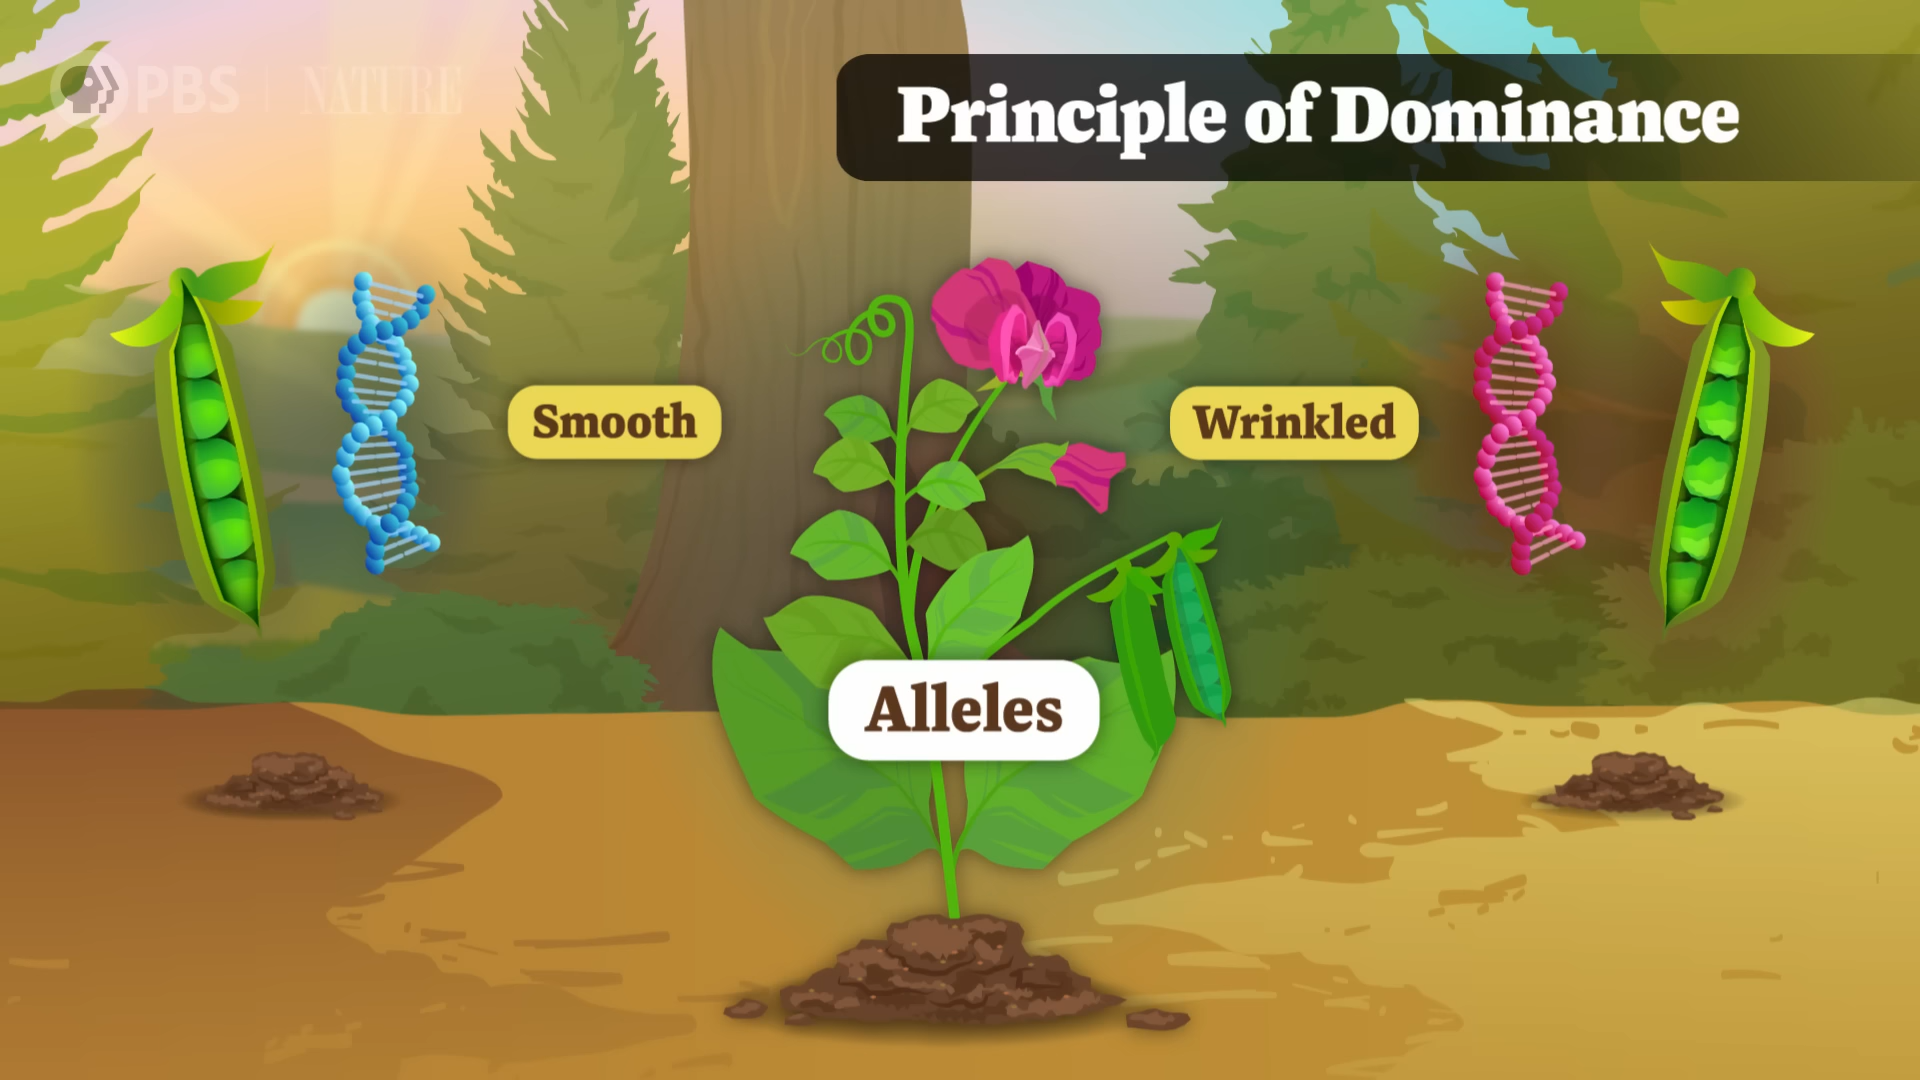 PBS NATURE
Principle of Dominance
Smooth
Wrinkled
Alleles